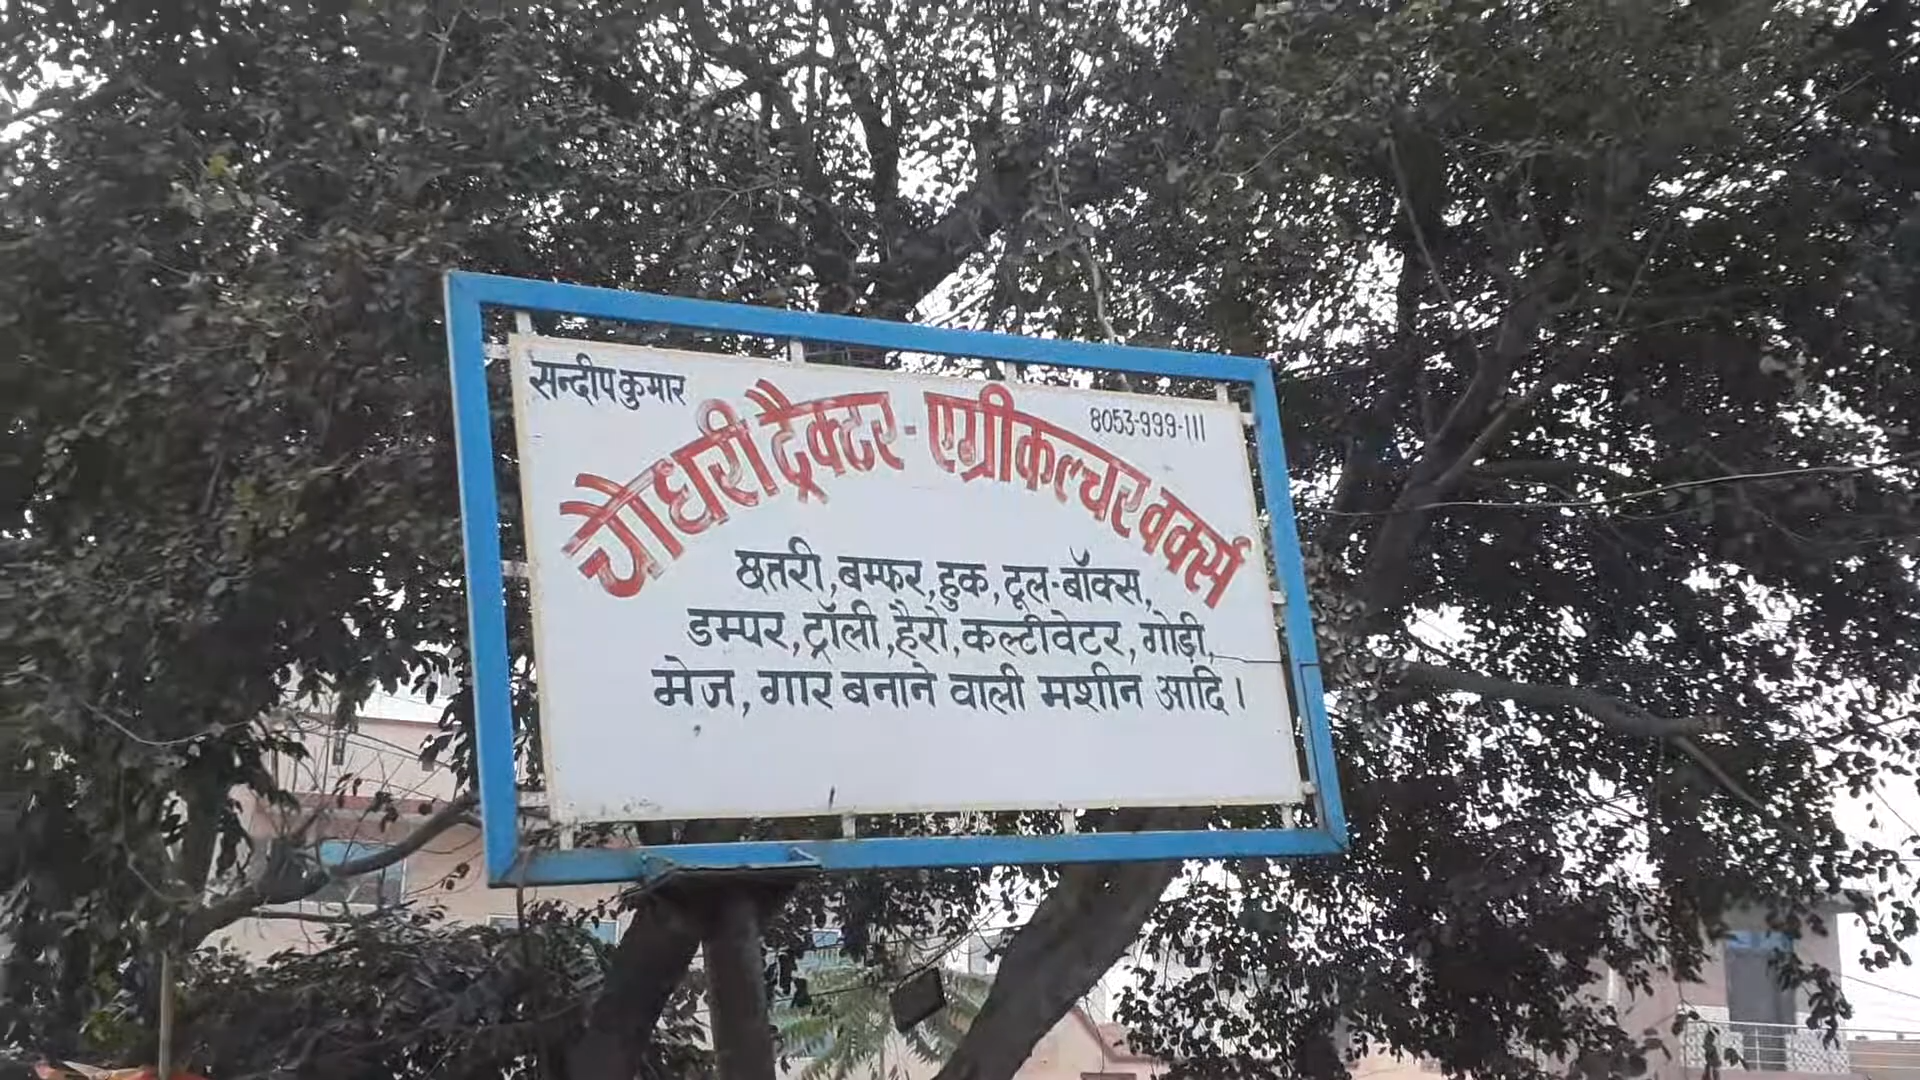 सन्दीप कुमार
8053-999-111
चौधरी ट्रैक्टर-एग्रीकल्चर वर्क्स
छतरी, बम्फर, हुक, टूल-बॉक्स,
डम्पर, ट्रॉली, हैरो, कल्टीवेटर, गोड़ी,
मेज, गार बनाने वाली मशीन आदि।